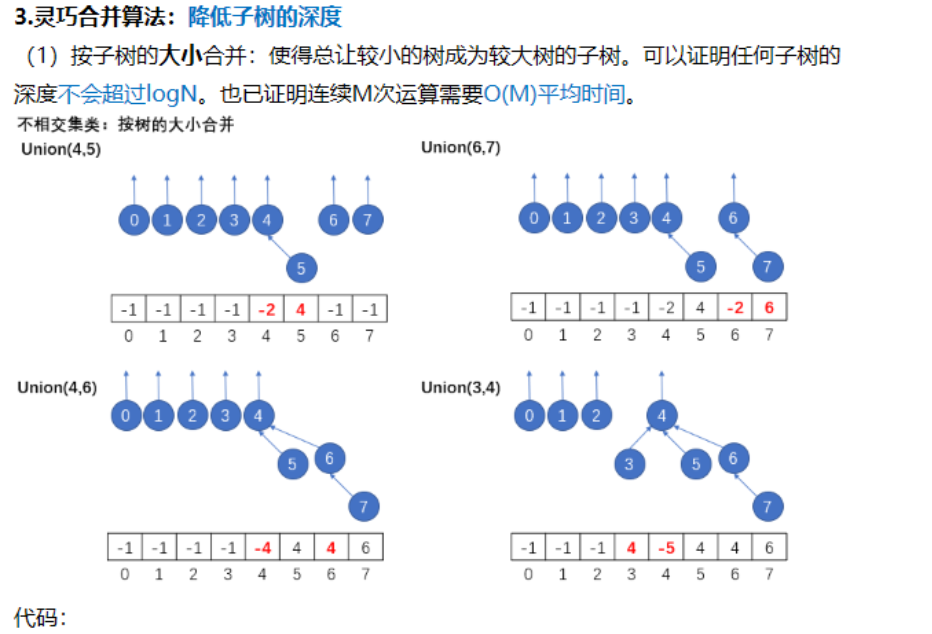 3.灵巧合并算法：降低子树的深度
（1）按子树的大小合并：使得总让较小的树成为较大树的子树。可以证明任何子树的
深度不会超过logN。也已证明连续M次运算需要O(M)平均时间。
不相交集类：按树的大小合并
Union(4,5)
0 1 2 3 4 6 7
5
-1 -1 -1 -1 -2 4 -1 -1
0 1 2 3 4 5 6 7
Union(6,7)
0 1 2 3 4 6
5 7
-1 -1 -1 -1 -2 4 -2 6
0 1 2 3 4 5 6 7
Union(4,6)
0 1 2 3 4
5 6
7
-1 -1 -1 -1 -4 4 4 6
0 1 2 3 4 5 6 7
Union(3,4)
0 1 2 4
3 5 6
7
-1 -1 -1 4 -5 4 4 6
0 1 2 3 4 5 6 7
代码：